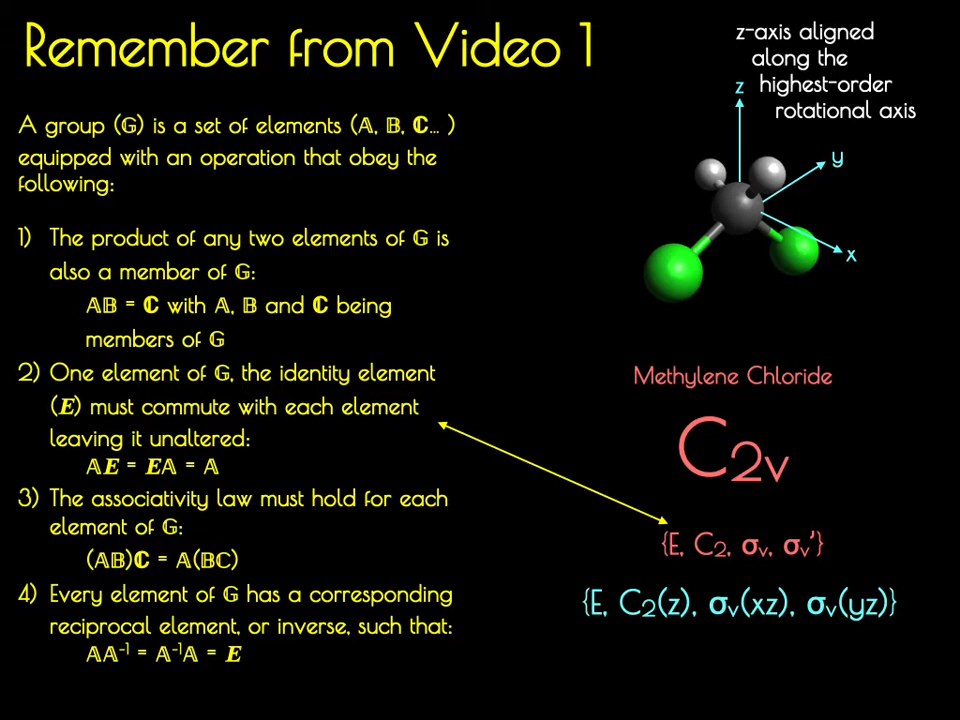 Remember from Video 1
A group (𝔾) is a set of elements (𝔸, 𝔹, ℂ... )
equipped with an operation that obey the
following:
1) The product of any two elements of 𝔾 is
also a member of 𝔾:
𝔸𝔹 = ℂ with 𝔸, 𝔹 and ℂ being
members of 𝔾
2) One element of 𝔾, the identity element
(E) must commute with each element
leaving it unaltered:
𝔸E = E𝔸 = 𝔸
3) The associativity law must hold for each
element of 𝔾:
(𝔸𝔹)ℂ = 𝔸(𝔹ℂ)
4) Every element of 𝔾 has a corresponding
reciprocal element, or inverse, such that:
𝔸𝔸⁻¹ = 𝔸⁻¹𝔸 = E
z-axis aligned
along the
highest-order
rotational axis
z
y
x
Methylene Chloride
C₂ᵥ
{E, C₂, σᵥ, σᵥ'}
{E, C₂(z), σᵥ(xz), σᵥ(yz)}